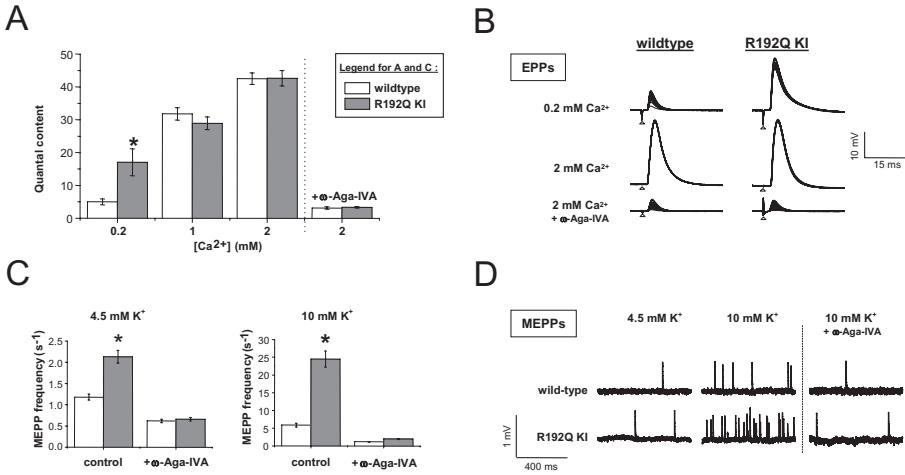 A
Quantal content
50
40
30
20
10
0
*
+ω-Aga-IVA
0.2
1
2
2
[Ca²⁺] (mM)
Legend for A and C :
wildtype
R192Q KI
B
EPPs
wildtype
R192Q KI
0.2 mM Ca²⁺
2 mM Ca²⁺
2 mM Ca²⁺
+ ω-Aga-IVA
10 mV
15 ms
C
4.5 mM K⁺
MEPP frequency (s⁻¹)
2.5
2.0
1.5
1.0
0.5
0.0
*
control
+ω-Aga-IVA
10 mM K⁺
MEPP frequency (s⁻¹)
30
25
20
15
10
5
0
*
control
+ω-Aga-IVA
D
MEPPs
4.5 mM K⁺
10 mM K⁺
10 mM K⁺
+ ω-Aga-IVA
wild-type
R192Q KI
1 mV
400 ms